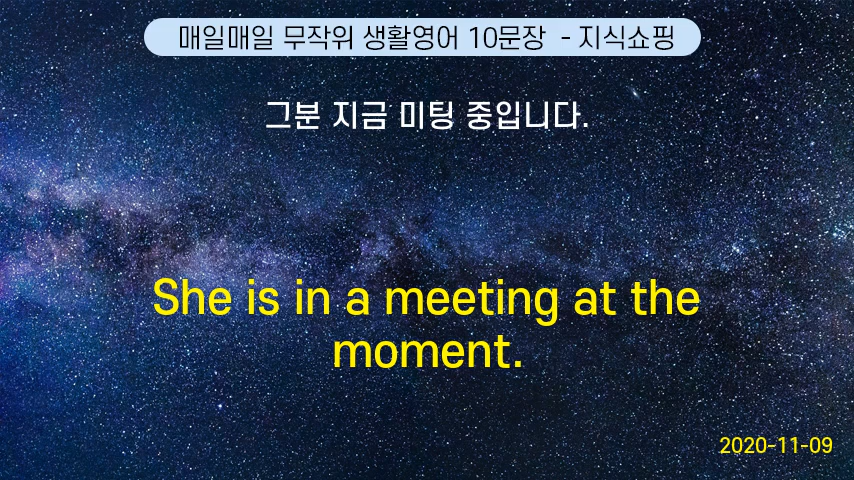 매일매일 무작위 생활영어 10문장 - 지식쇼핑
그분 지금 미팅 중입니다.
She is in a meeting at the
moment.
2020-11-09